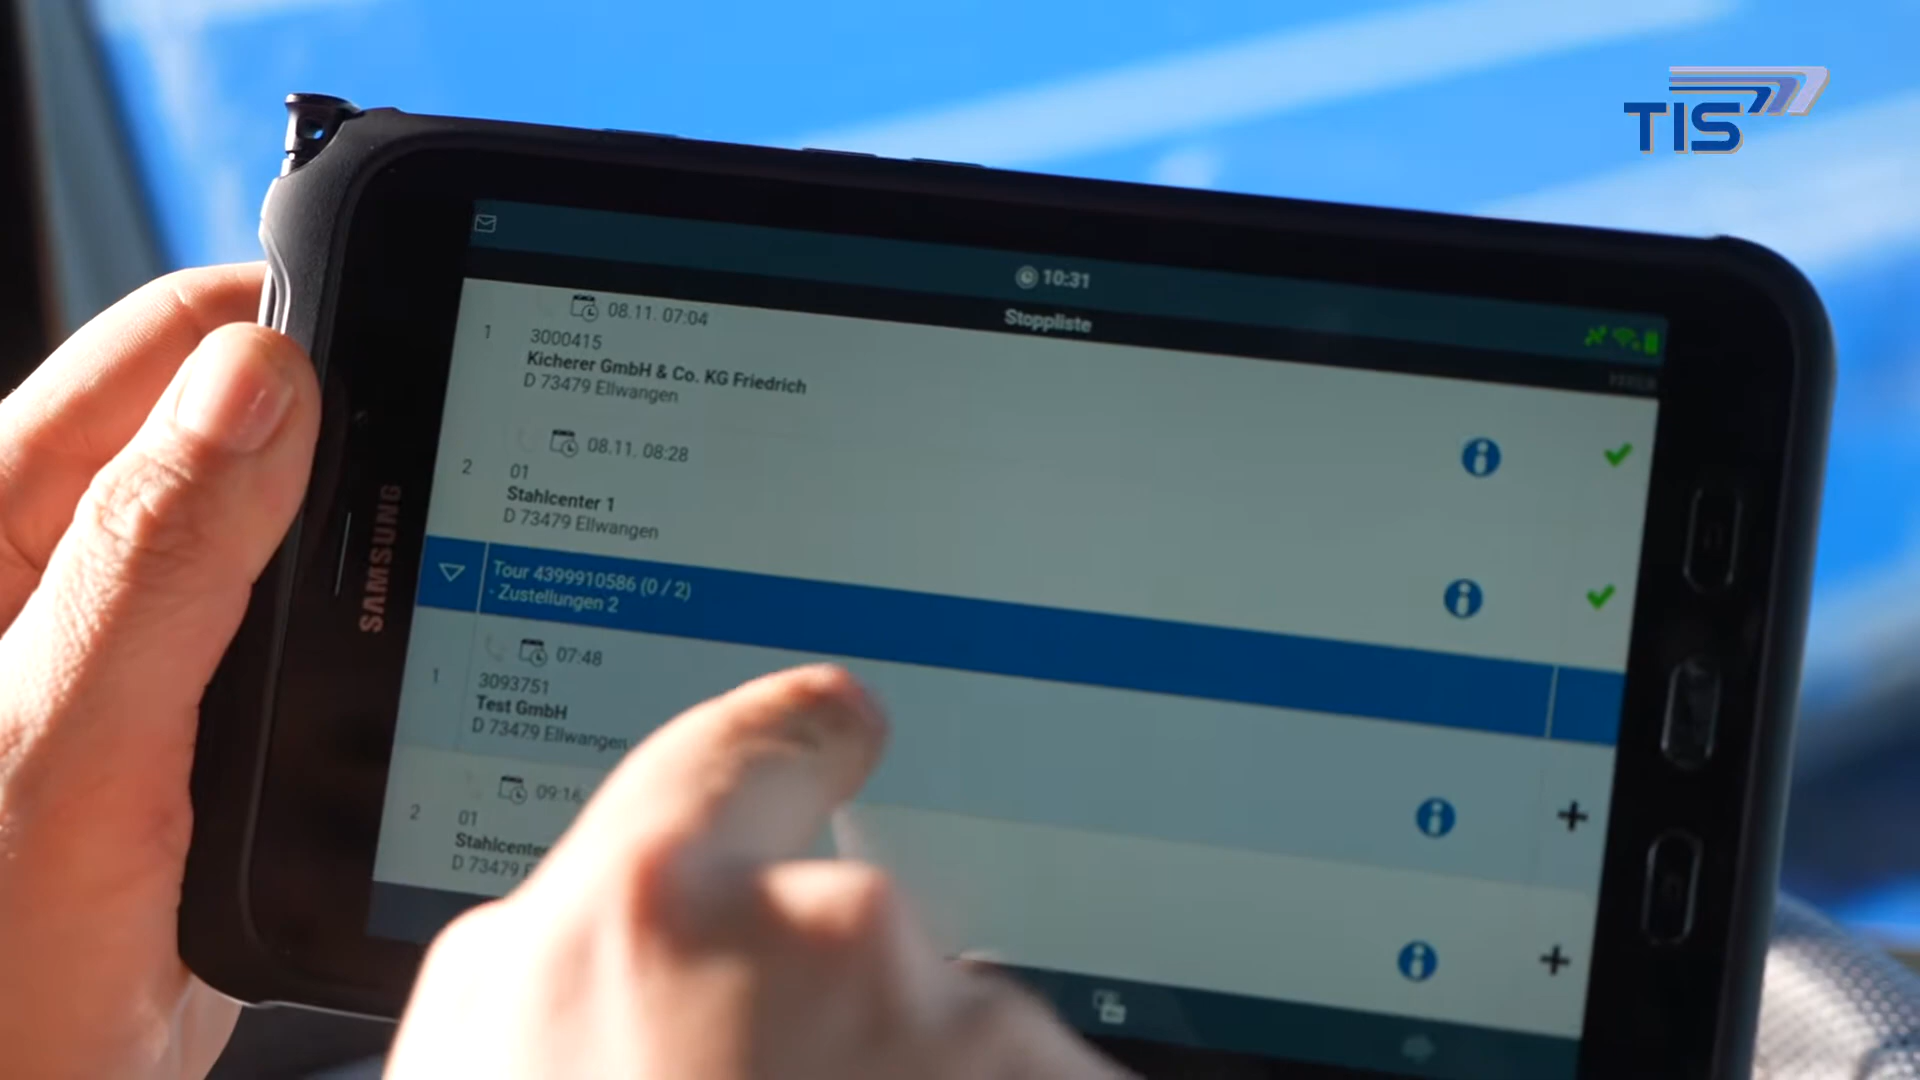 TIS
10:31
Stoppliste
08.11. 07:04
1
3000415
Kicherer GmbH & Co. KG Friedrich
D 73479 Ellwangen
08.11. 08:28
2
01
Stahlcenter 1
D 73479 Ellwangen
Tour 4399910586 (0 / 2)
- Zustellungen 2
07:48
1
3093751
Test GmbH
D 73479 Ellwangen
09:16
2
01
Stahlcenter
D 73479
SAMSUNG